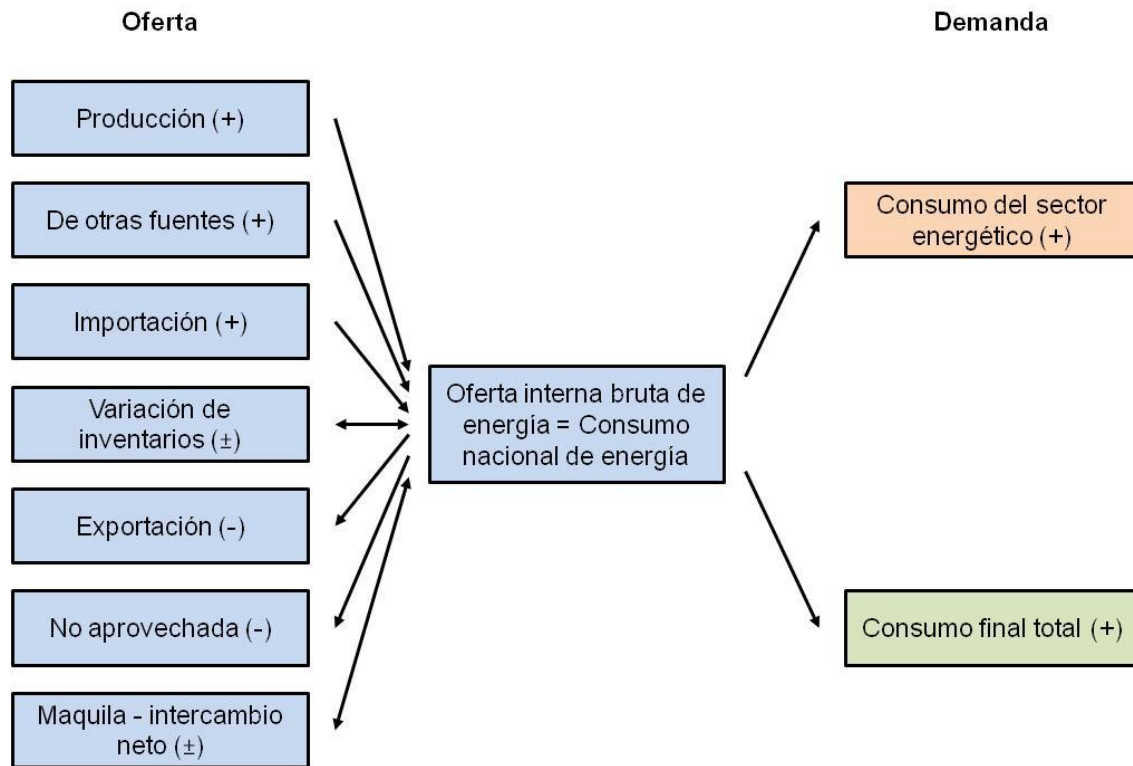 Oferta
Demanda
Producción (+)
De otras fuentes (+)
Importación (+)
Variación de
inventarios (±)
Exportación (-)
No aprovechada (-)
Maquila - intercambio
neto (±)
Oferta interna bruta de
energía = Consumo
nacional de energía
Consumo del sector
energético (+)
Consumo final total (+)